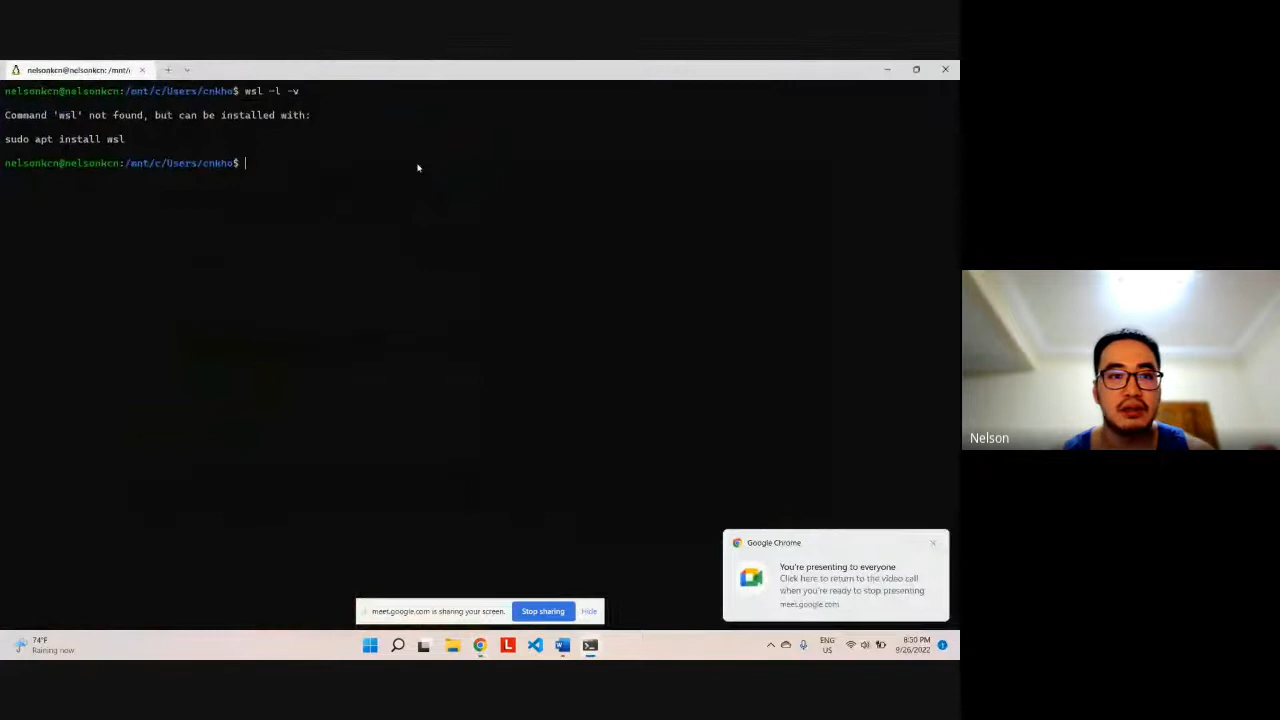 nelsonkcn@nelsonkcn: /mnt/
nelsonkcn@nelsonkcn:/mnt/c/Users/cnkho$ wsl -l -v
Command 'wsl' not found, but can be installed with:
sudo apt install wsl
nelsonkcn@nelsonkcn:/mnt/c/Users/cnkho$
Nelson
Google Chrome
You're presenting to everyone
Click here to return to the video call
when you're ready to stop presenting
meet.google.com
meet.google.com is sharing your screen.
Stop sharing
Hide
74°F
Raining now
L
ENG
US
8:50 PM
9/26/2022
1